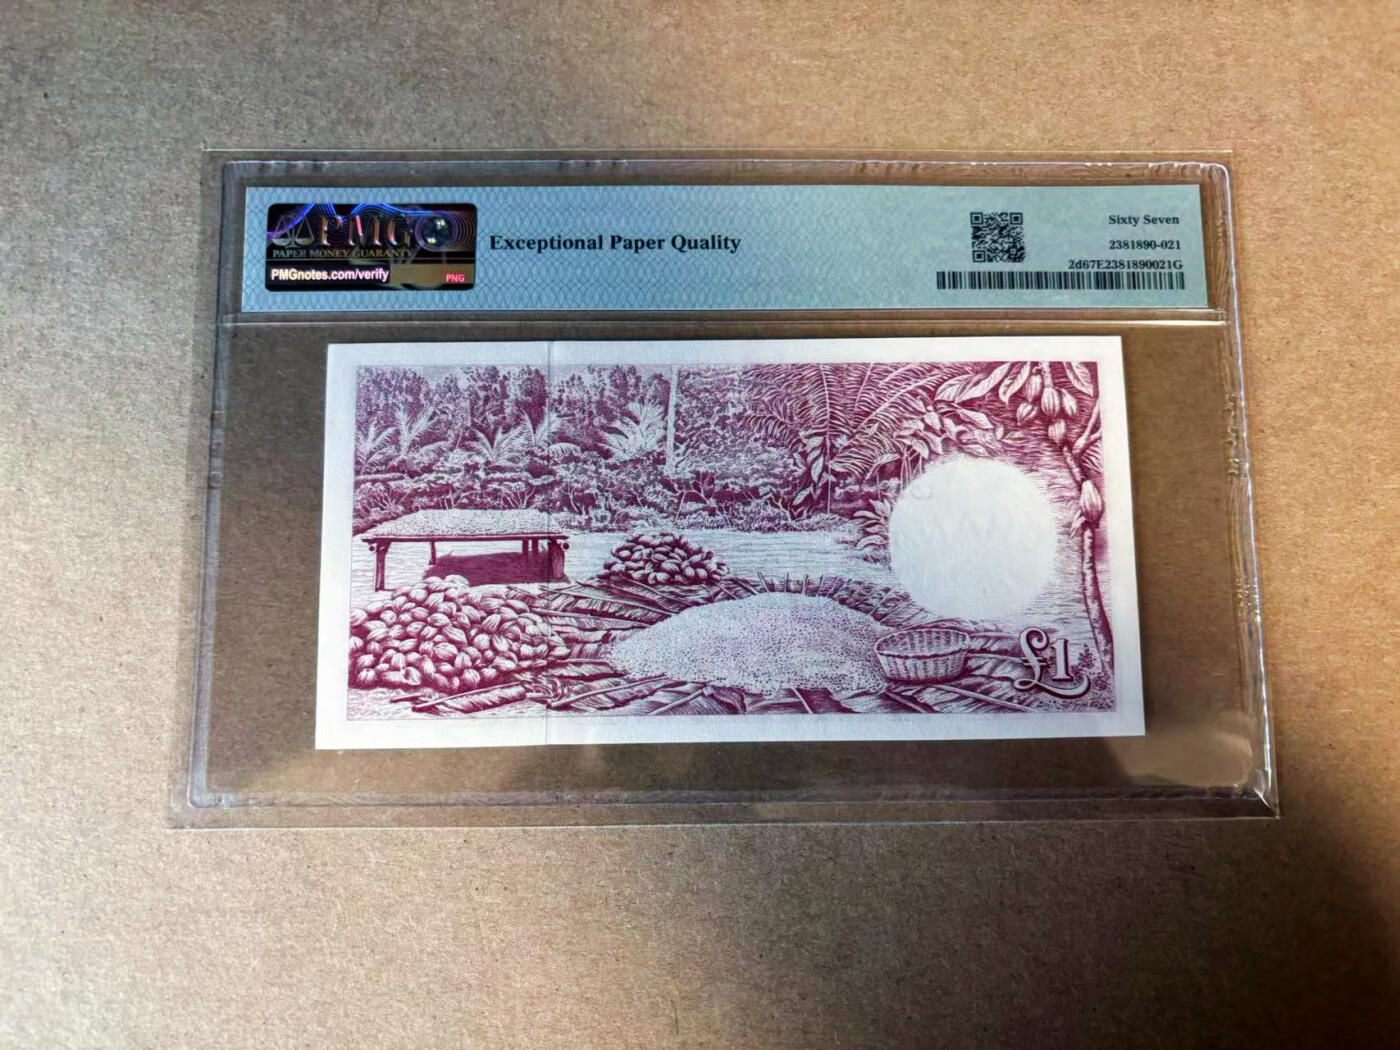 PMG
PAPER MONEY GUARANTY
PMGnotes.com/verify
PNG
Exceptional Paper Quality
Sixty Seven
2381890-021
2d67E2381890021G
£1